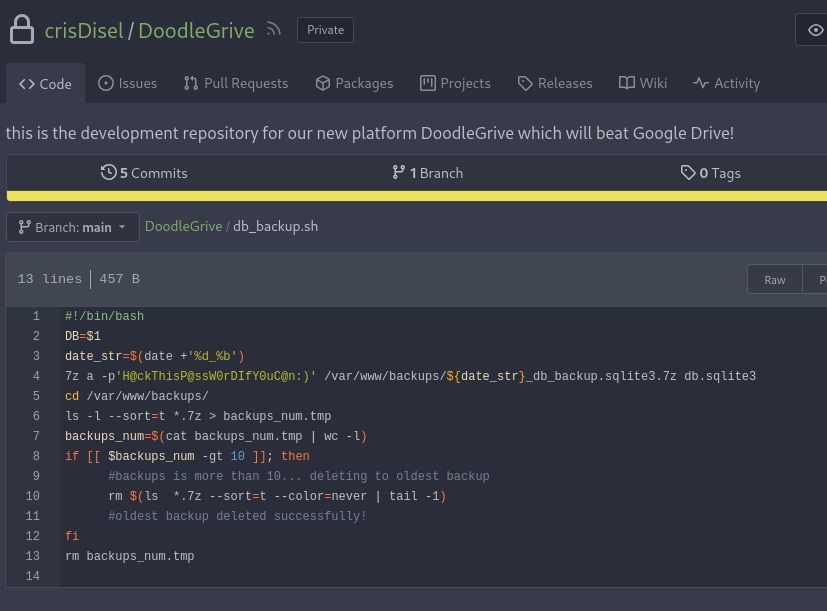 crisDisel / DoodleGrive Private
Code Issues Pull Requests Packages Projects Releases Wiki Activity
this is the development repository for our new platform DoodleGrive which will beat Google Drive!
5 Commits 1 Branch 0 Tags
Branch: main DoodleGrive / db_backup.sh
13 lines 457 B Raw P
1 #!/bin/bash
2 DB=$1
3 date_str=$(date +'%d_%b')
4 7z a -p'H@ckThisP@ssW0rDIfY0uC@n:)' /var/www/backups/${date_str}_db_backup.sqlite3.7z db.sqlite3
5 cd /var/www/backups/
6 ls -l --sort=t *.7z > backups_num.tmp
7 backups_num=$(cat backups_num.tmp | wc -l)
8 if [[ $backups_num -gt 10 ]]; then
9 #backups is more than 10... deleting to oldest backup
10 rm $(ls  *.7z --sort=t --color=never | tail -1)
11 #oldest backup deleted successfully!
12 fi
13 rm backups_num.tmp
14